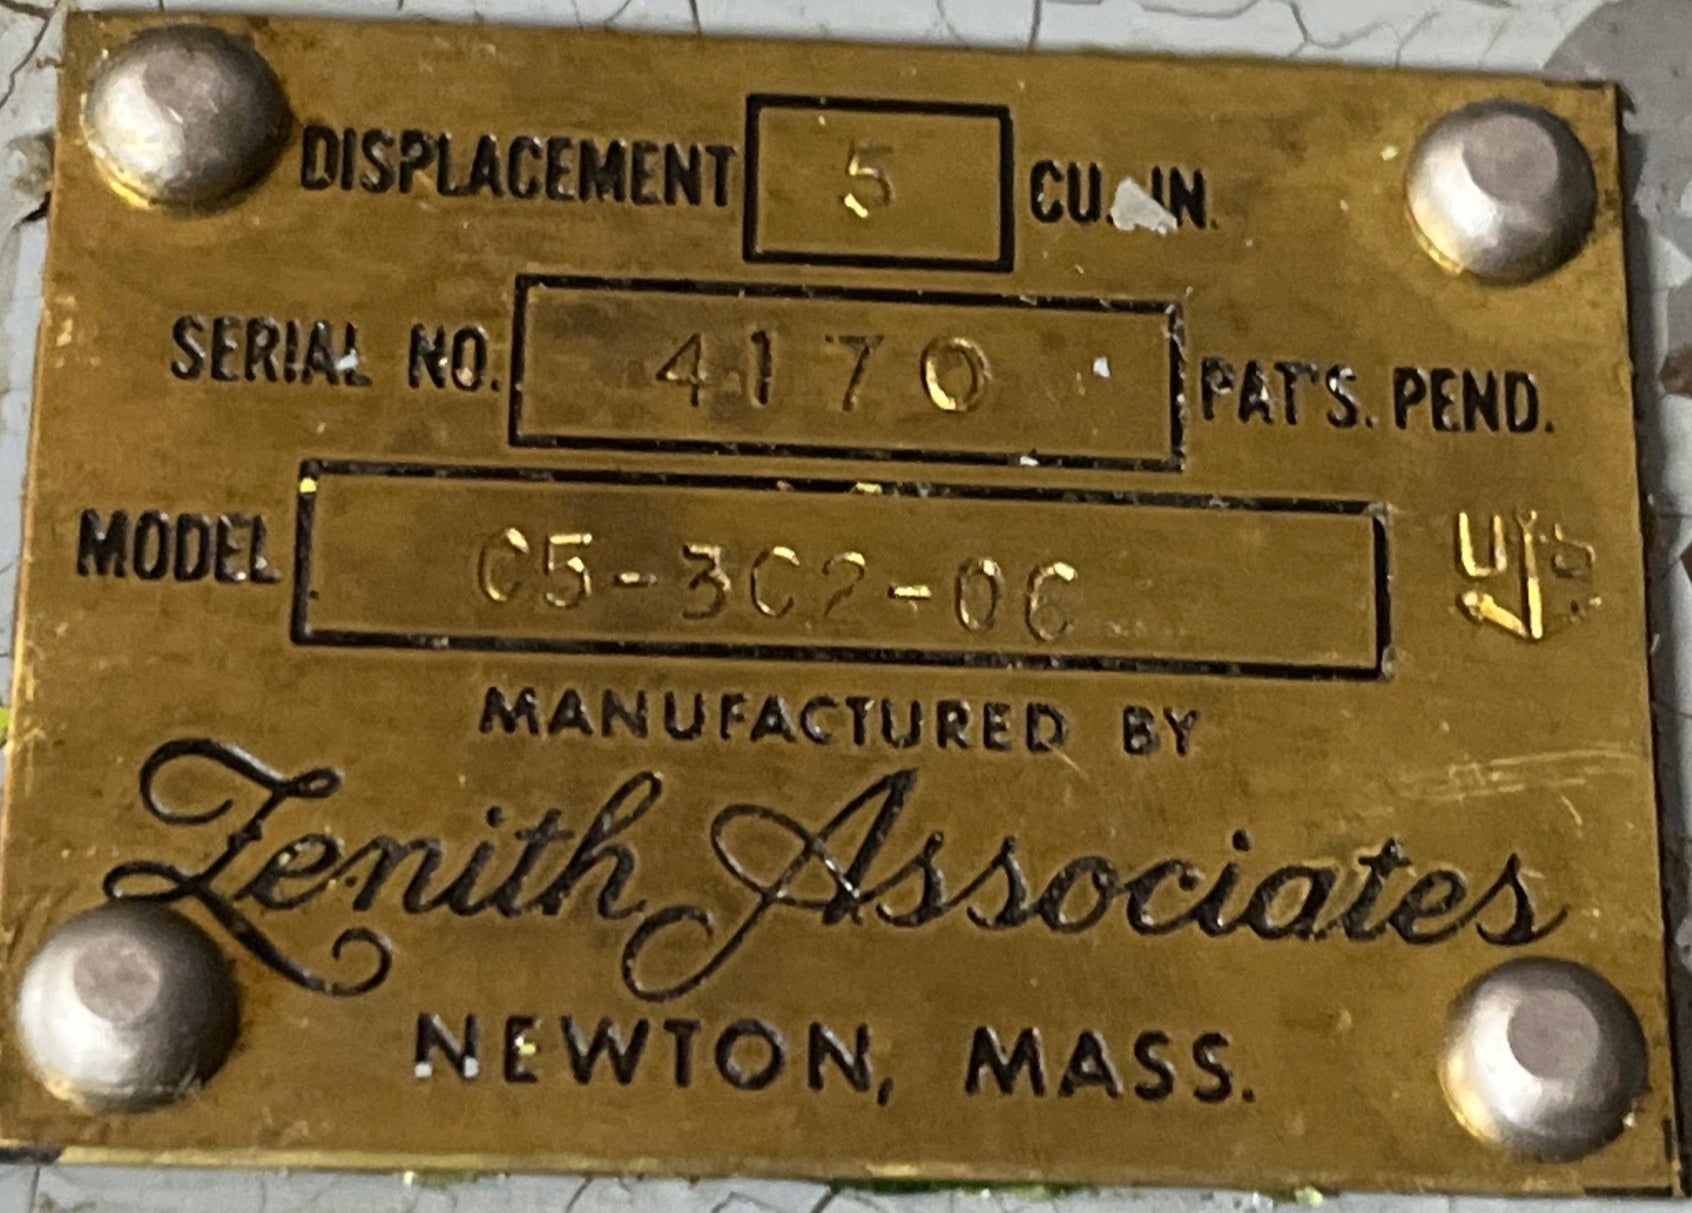 DISPLACEMENT 5 CU. IN.
SERIAL NO. 4170 PAT'S. PEND.
MODEL C5-3C2-06
MANUFACTURED BY
Zenith Associates
NEWTON, MASS.